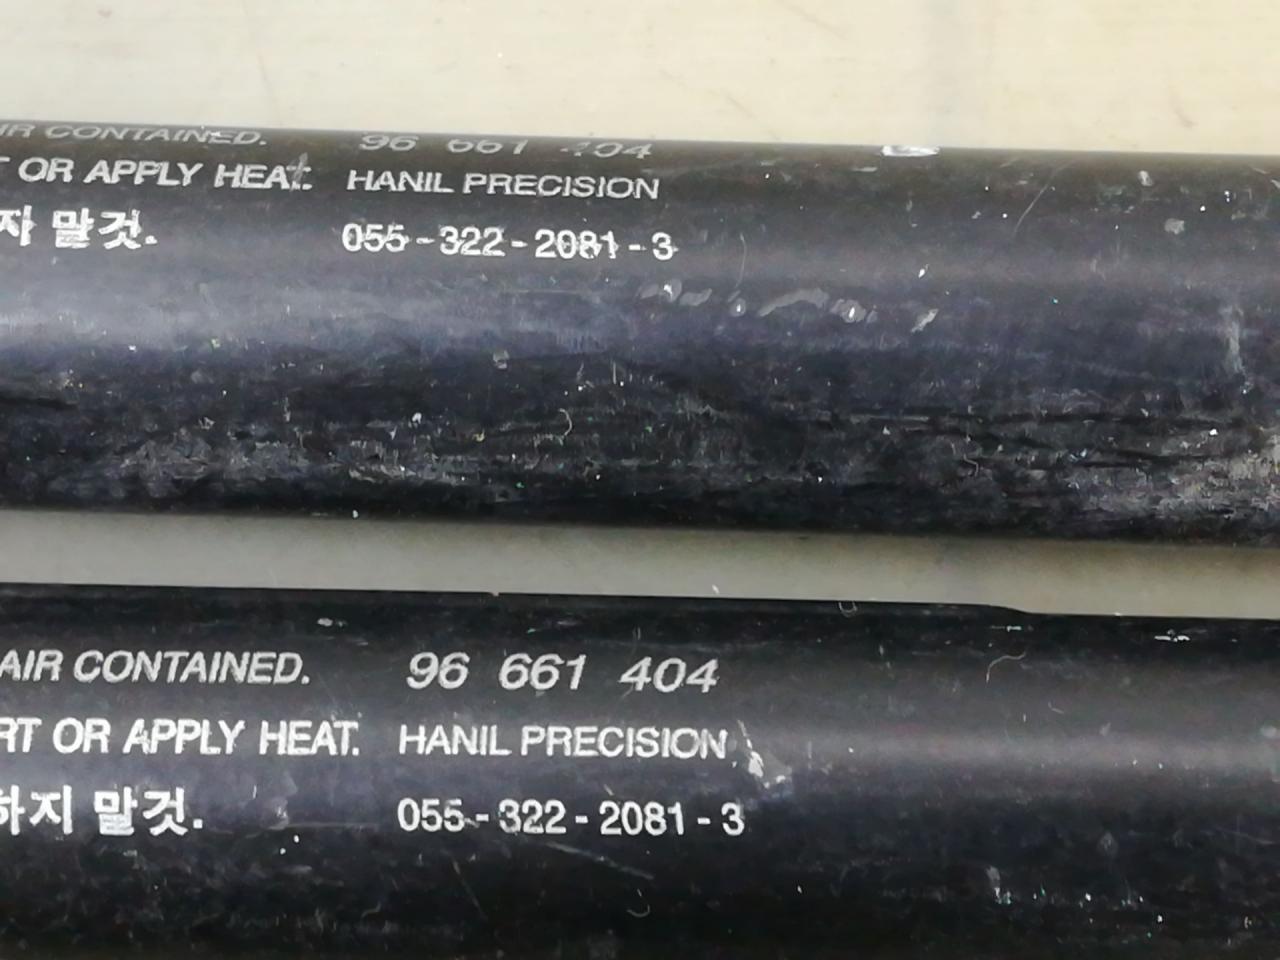 AIR CONTAINED. 96 661 404
T OR APPLY HEAT. HANIL PRECISION
지 말것. 055-322-2081-3
AIR CONTAINED. 96 661 404
RT OR APPLY HEAT. HANIL PRECISION
하지 말것. 055-322-2081-3